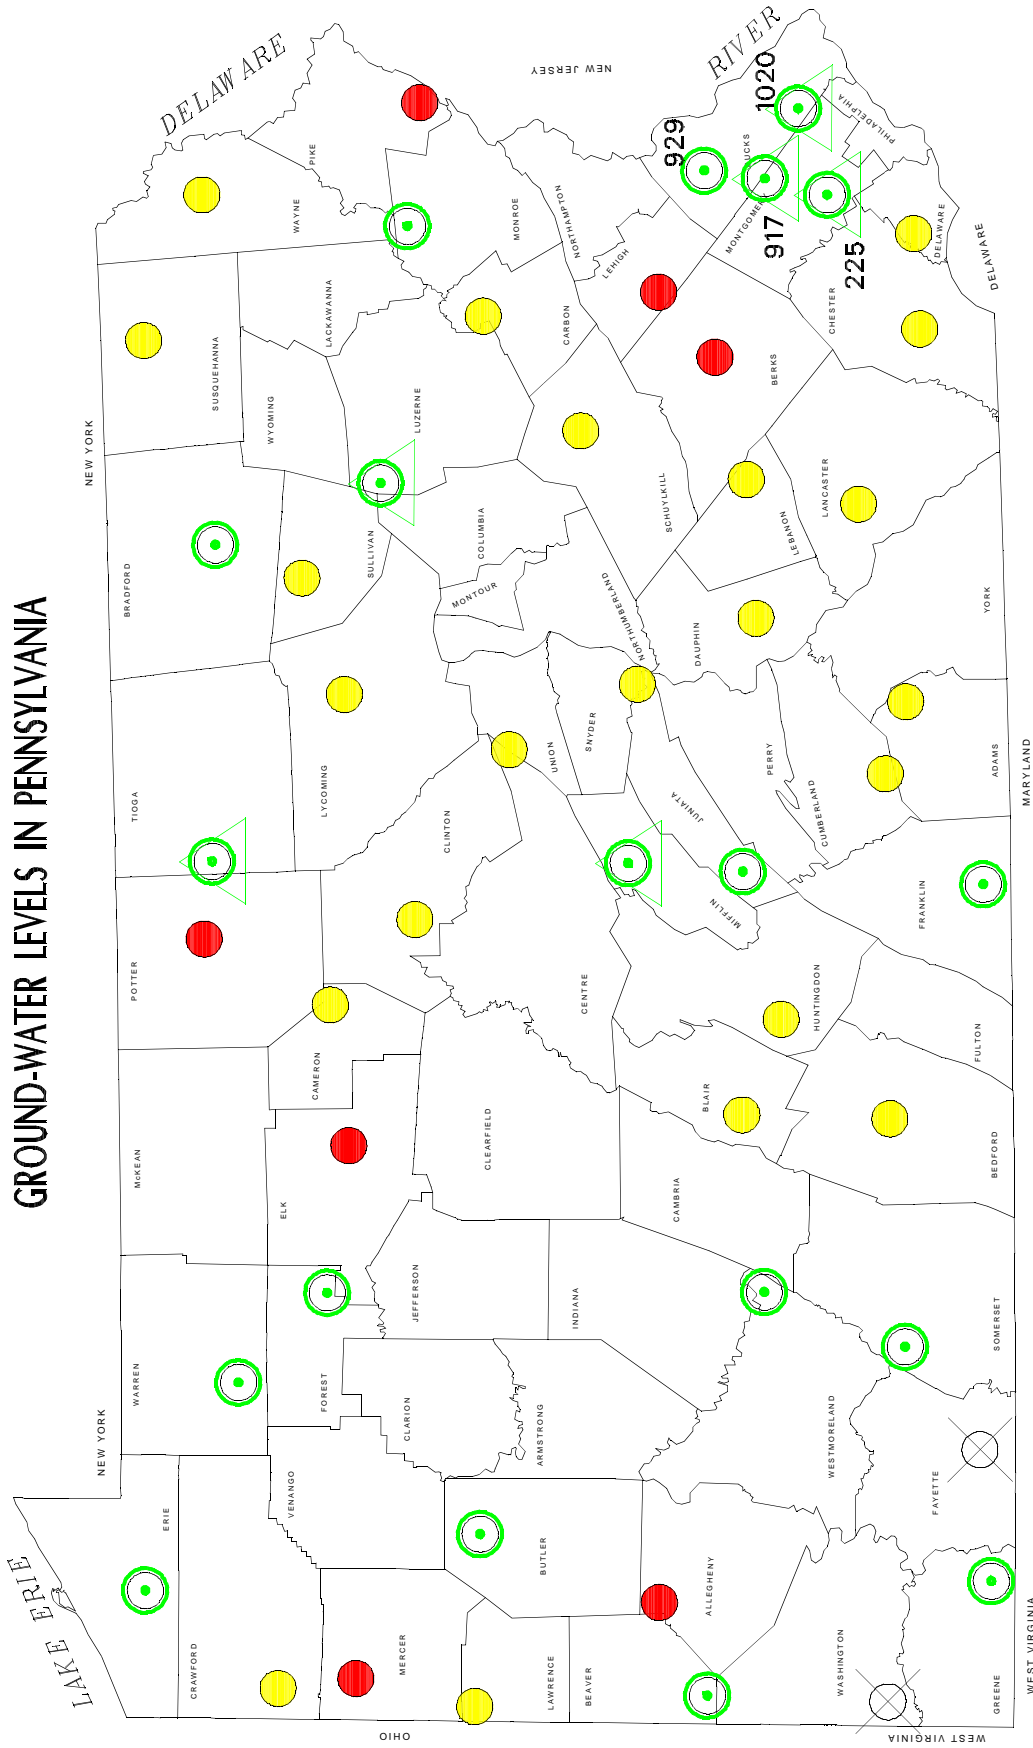 GROUND-WATER LEVELS IN PENNSYLVANIA
LAKE ERIE
NEW YORK
NEW YORK
DELAWARE
RIVER
NEW JERSEY
OHIO
WEST VIRGINIA
WEST VIRGINIA
MARYLAND
DELAWARE
ERIE
CRAWFORD
WARREN
McKEAN
POTTER
TIOGA
BRADFORD
SUSQUEHANNA
WAYNE
PIKE
WYOMING
LACKAWANNA
MERCER
VENANGO
FOREST
ELK
CAMERON
LYCOMING
SULLIVAN
LUZERNE
MONROE
CLINTON
COLUMBIA
MONTOUR
CARBON
NORTHAMPTON
LAWRENCE
BUTLER
CLARION
JEFFERSON
CLEARFIELD
CENTRE
UNION
SNYDER
NORTHUMBERLAND
SCHUYLKILL
LEHIGH
BEAVER
ARMSTRONG
INDIANA
CAMBRIA
BLAIR
HUNTINGDON
MIFFLIN
JUNIATA
PERRY
DAUPHIN
LEBANON
BERKS
MONTGOME
UCKS
929
1020
917
225
ALLEGHENY
WESTMORELAND
CUMBERLAND
LANCASTER
CHESTER
DELAWARE
PHILADELPHIA
WASHINGTON
GREENE
FAYETTE
SOMERSET
BEDFORD
FULTON
FRANKLIN
ADAMS
YORK